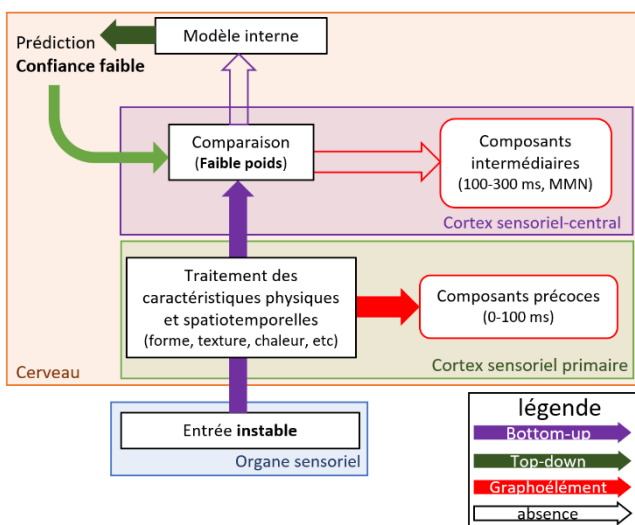 Modèle interne
Prédiction
Confiance faible
Comparaison
(Faible poids)
Composants
intermédiaires
(100-300 ms, MMN)
Cortex sensoriel-central
Traitement des
caractéristiques physiques
et spatiotemporelles
(forme, texture, chaleur, etc)
Composants précoces
(0-100 ms)
Cortex sensoriel primaire
Cerveau
Entrée instable
Organe sensoriel
légende
Bottom-up
Top-down
Graphoélément
absence